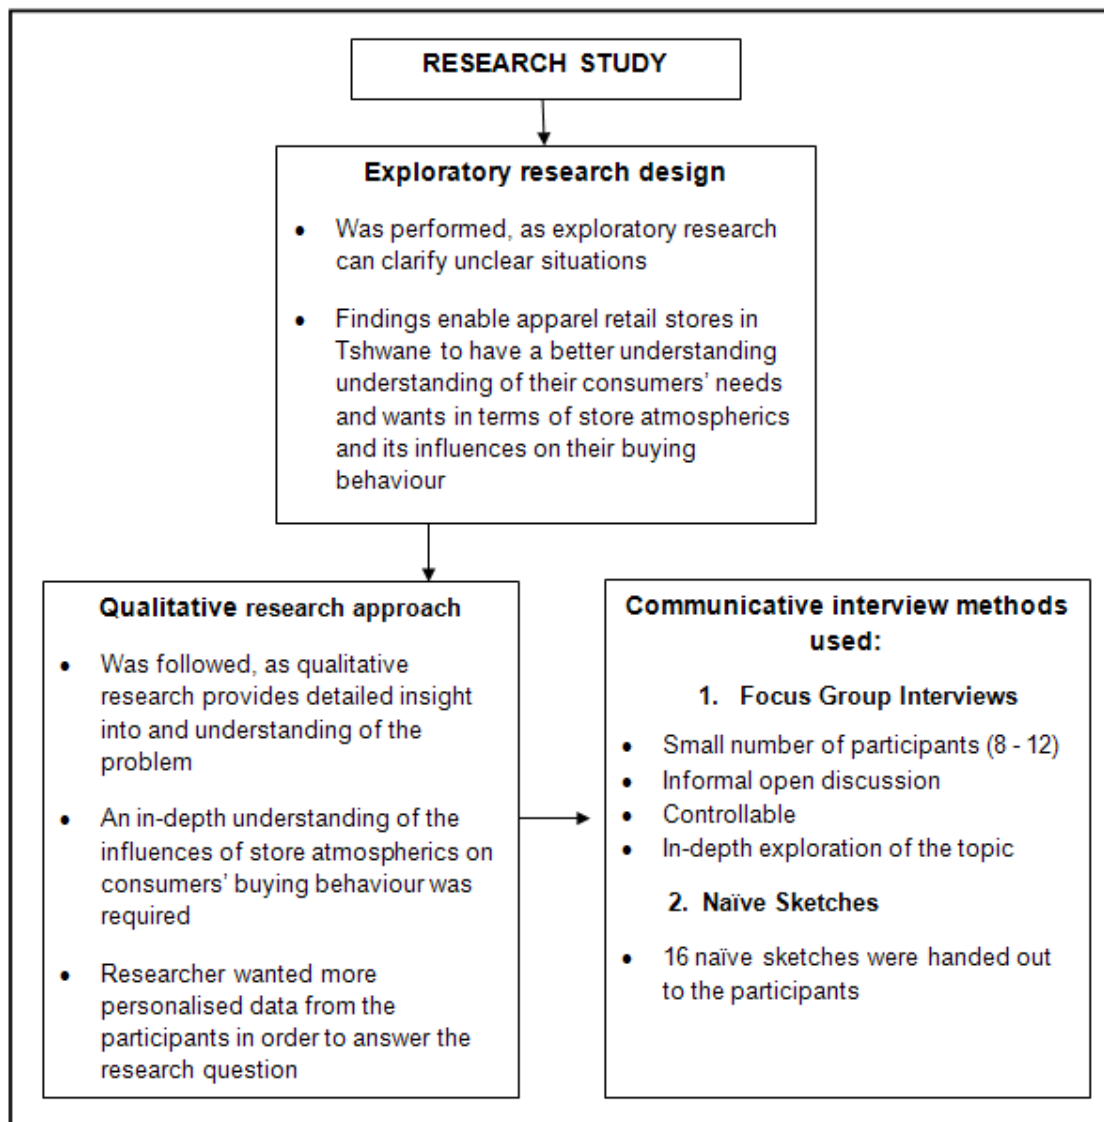 RESEARCH STUDY
Exploratory research design
• Was performed, as exploratory research
can clarify unclear situations
• Findings enable apparel retail stores in
Tshwane to have a better understanding
understanding of their consumers’ needs
and wants in terms of store atmospherics
and its influences on their buying
behaviour
Qualitative research approach
• Was followed, as qualitative
research provides detailed insight
into and understanding of the
problem
• An in-depth understanding of the
influences of store atmospherics on
consumers’ buying behaviour was
required
• Researcher wanted more
personalised data from the
participants in order to answer the
research question
Communicative interview methods
used:
1. Focus Group Interviews
• Small number of participants (8 - 12)
• Informal open discussion
• Controllable
• In-depth exploration of the topic
2. Naïve Sketches
• 16 naïve sketches were handed out
to the participants